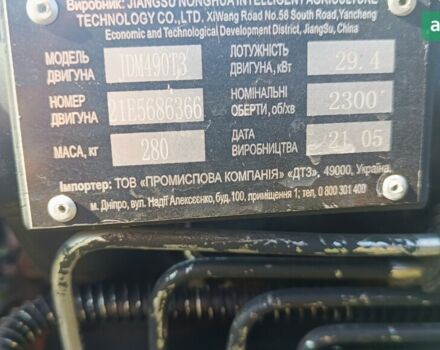 Виробник: JIANGSU NONGHUA INTELLIGENT AGRICULTURE
TECHNOLOGY CO.,LTD. XiWang Road No.58 South Road,Yancheng
Economic and Technological Development District, JiangSu, China
МОДЕЛЬ ДВИГУНА JDM490T3
ПОТУЖНІСТЬ ДВИГУНА, кВт 29.4
НОМЕР ДВИГУНА 21E5686366
НОМІНАЛЬНІ ОБЕРТИ, об/хв 2300
МАСА, кг 280
ДАТА ВИРОБНИЦТВА 21.05
Імпортер: ТОВ «ПРОМИСЛОВА КОМПАНІЯ» «ДТЗ», 49000, Україна,
м. Дніпро, вул. Надії Алексєєнко, буд. 100, приміщення 1; тел. 0 800 301 400
a